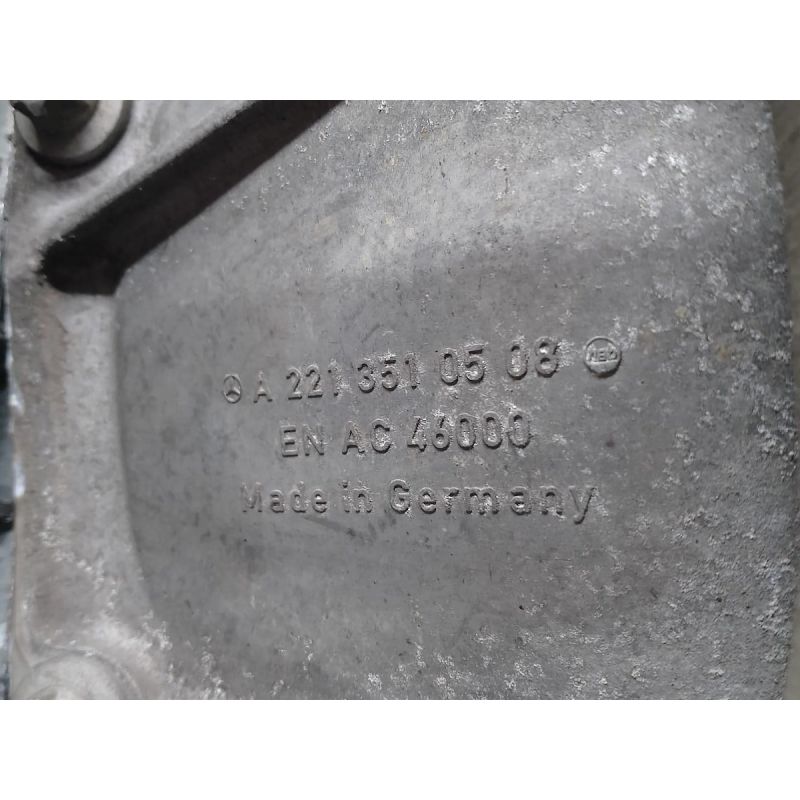 A 221 351 05 08
EN AC 46000
Made in Germany